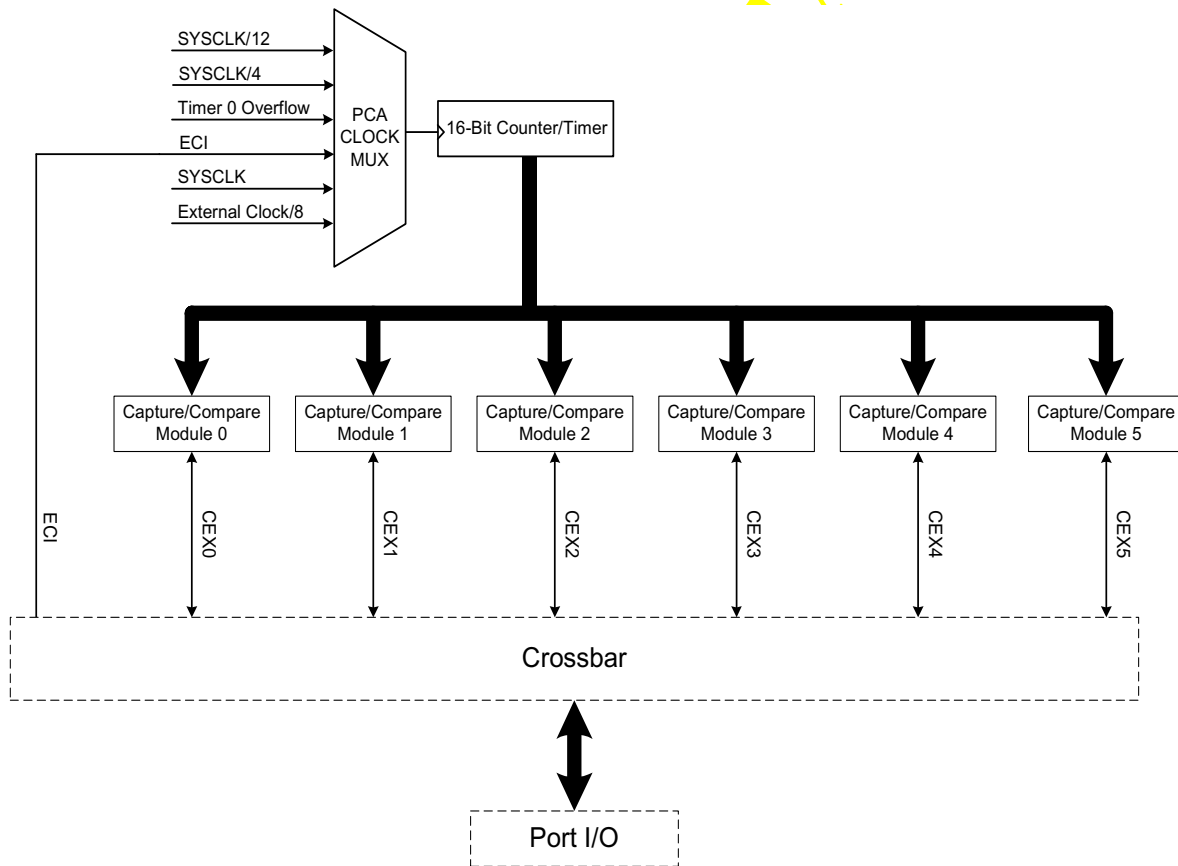 SYSCLK/12
SYSCLK/4
Timer 0 Overflow
ECI
SYSCLK
External Clock/8
PCA
CLOCK
MUX
16-Bit Counter/Timer
Capture/Compare
Module 0
Capture/Compare
Module 1
Capture/Compare
Module 2
Capture/Compare
Module 3
Capture/Compare
Module 4
Capture/Compare
Module 5
ECI
CEX0
CEX1
CEX2
CEX3
CEX4
CEX5
Crossbar
Port I/O